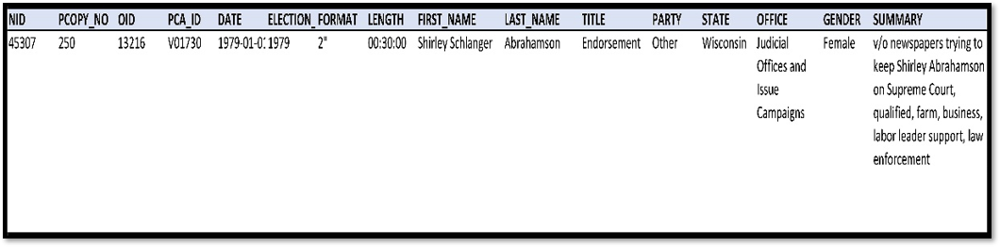 NID PCOPY_NO OID PCA_ID DATE ELECTION_FORMAT LENGTH FIRST_NAME LAST_NAME TITLE PARTY STATE OFFICE GENDER SUMMARY
45307 250 13216 V01730 1979-01-0 1979 2" 00:30:00 Shirley Schlanger Abrahamson Endorsement Other Wisconsin Judicial Female v/o newspapers trying to
Offices and keep Shirley Abrahamson
Issue on Supreme Court,
Campaigns qualified, farm, business,
labor leader support, law
enforcement